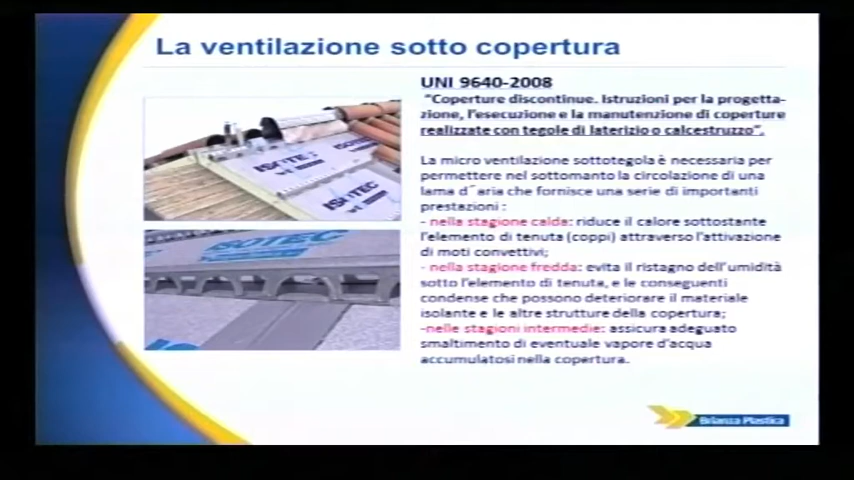 La ventilazione sotto copertura
UNI 9640-2008
"Coperture discontinue. Istruzioni per la progetta-
zione, l'esecuzione e la manutenzione di coperture
realizzate con tegole di laterizio o calcestruzzo".
La micro ventilazione sottotegola è necessaria per
permettere nel sottomanto la circolazione di una
lama d´aria che fornisce una serie di importanti
prestazioni :
- nella stagione calda: riduce il calore sottostante
l'elemento di tenuta (coppi) attraverso l'attivazione
di moti convettivi;
- nella stagione fredda: evita il ristagno dell'umidità
sotto l'elemento di tenuta, e le conseguenti
condense che possono deteriorare il materiale
isolante e le altre strutture della copertura;
-nelle stagioni intermedie: assicura adeguato
smaltimento di eventuale vapore d'acqua
accumulatosi nella copertura.
ISOTEC
ISOTEC
ISOTEC
Brianza Plastica